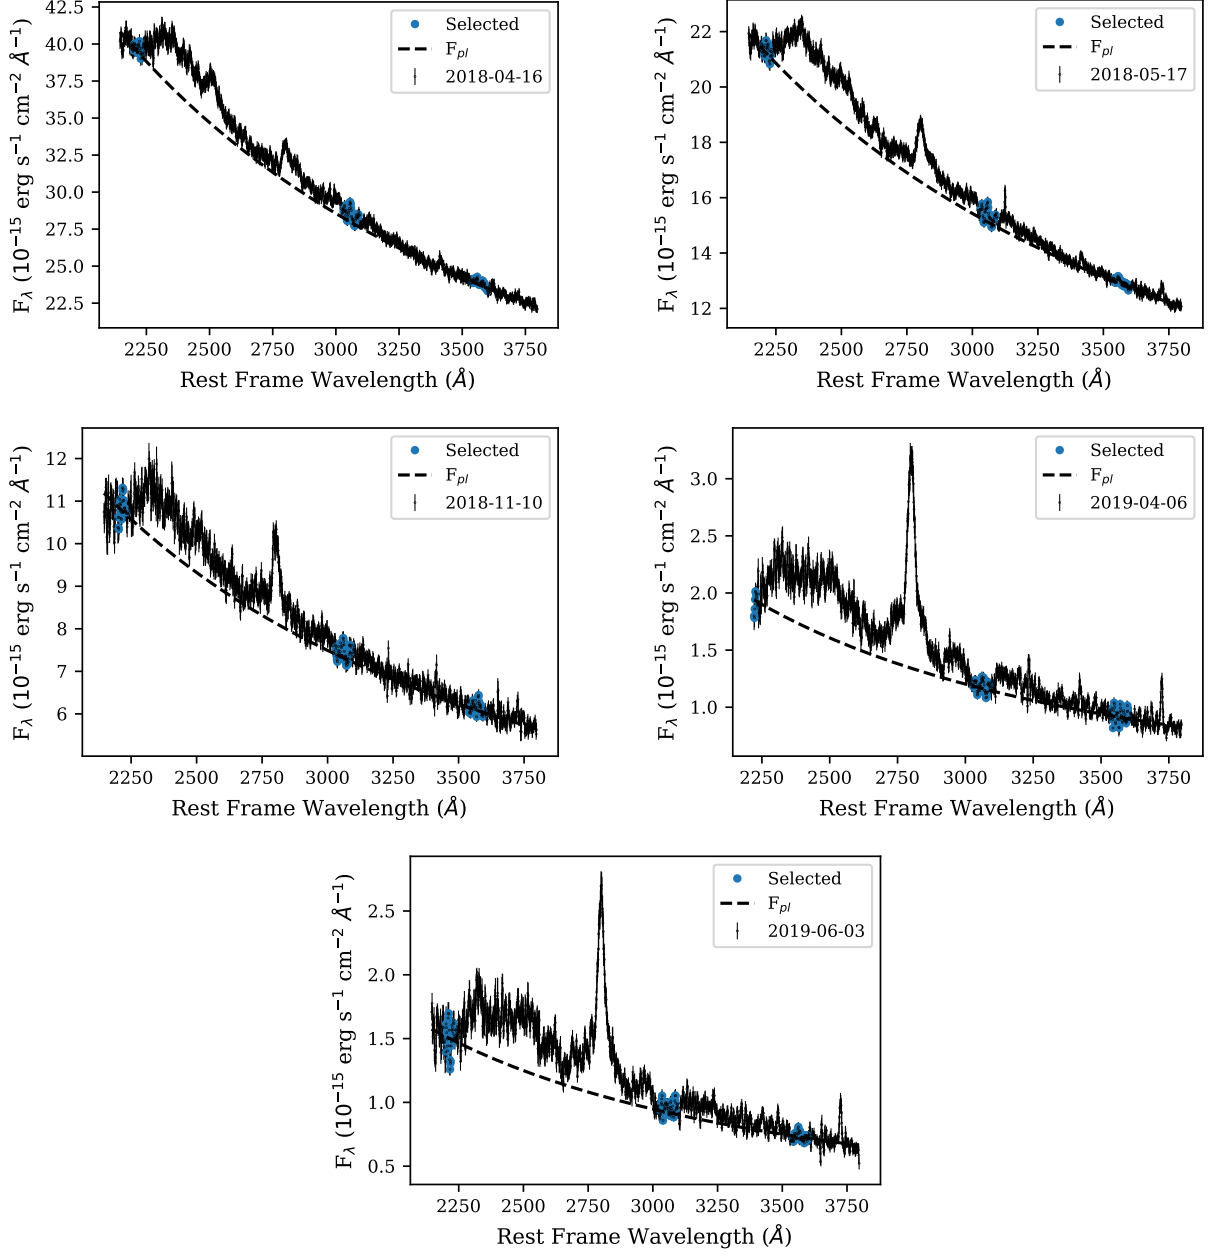 42.5
40.0
37.5
35.0
32.5
30.0
27.5
25.0
22.5
F_λ (10^−15 erg s^−1 cm^−2 Å^−1)
Selected
F_pl
2018-04-16
2250 2500 2750 3000 3250 3500 3750
Rest Frame Wavelength (Å)
22
20
18
16
14
12
F_λ (10^−15 erg s^−1 cm^−2 Å^−1)
Selected
F_pl
2018-05-17
2250 2500 2750 3000 3250 3500 3750
Rest Frame Wavelength (Å)
12
11
10
9
8
7
6
F_λ (10^−15 erg s^−1 cm^−2 Å^−1)
Selected
F_pl
2018-11-10
2250 2500 2750 3000 3250 3500 3750
Rest Frame Wavelength (Å)
3.0
2.5
2.0
1.5
1.0
F_λ (10^−15 erg s^−1 cm^−2 Å^−1)
Selected
F_pl
2019-04-06
2250 2500 2750 3000 3250 3500 3750
Rest Frame Wavelength (Å)
2.5
2.0
1.5
1.0
0.5
F_λ (10^−15 erg s^−1 cm^−2 Å^−1)
Selected
F_pl
2019-06-03
2250 2500 2750 3000 3250 3500 3750
Rest Frame Wavelength (Å)